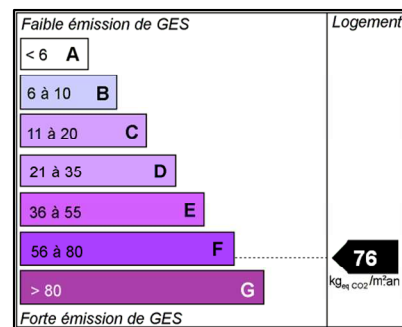 Faible émission de GES
Logement
< 6 A
6 à 10 B
11 à 20 C
21 à 35 D
36 à 55 E
56 à 80 F
76
kgeq CO2 /m².an
> 80 G
Forte émission de GES